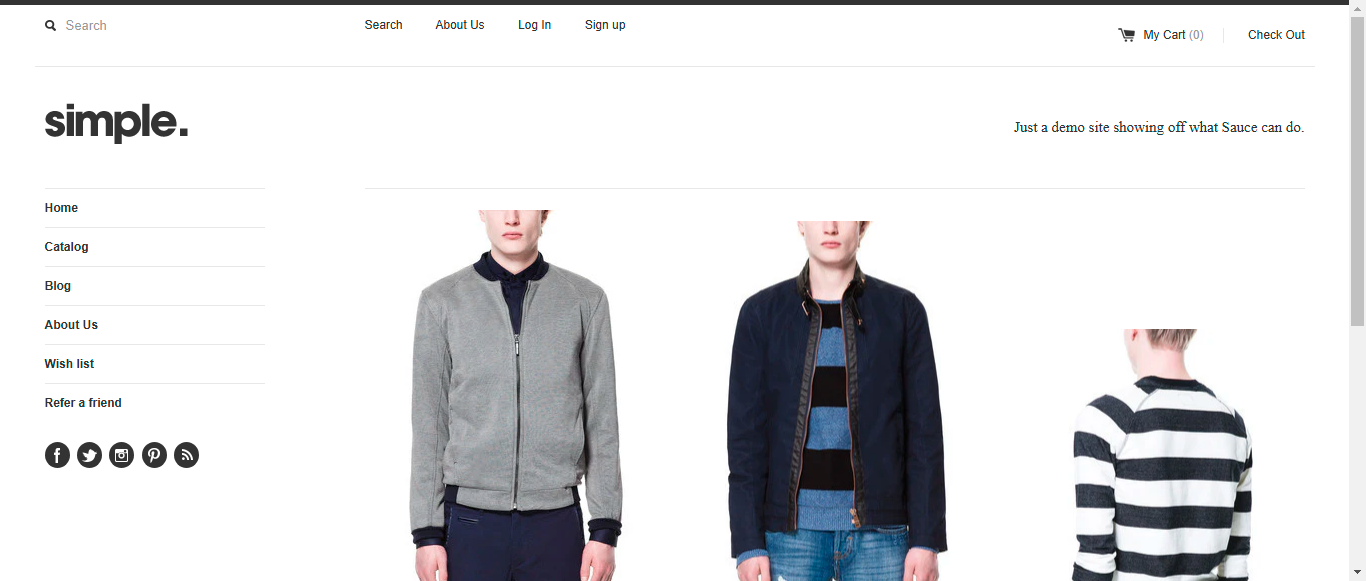 Search
Search About Us Log In Sign up
My Cart (0) Check Out
simple.
Just a demo site showing off what Sauce can do.
Home
Catalog
Blog
About Us
Wish list
Refer a friend